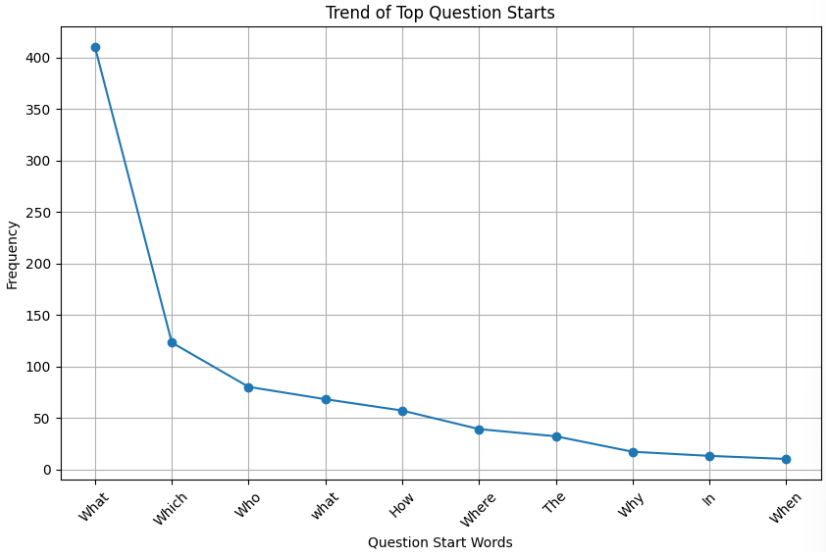 Trend of Top Question Starts
400
350
300
250
200
150
100
50
0
Frequency
What Which Who what How Where The Why In When
Question Start Words